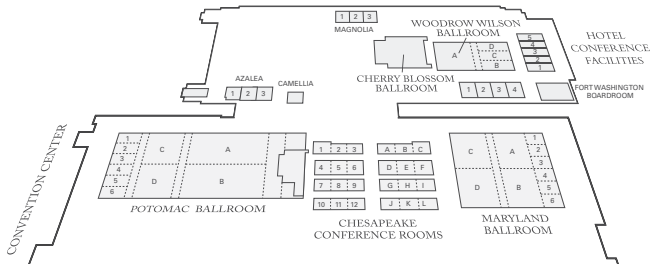 1 2 3
MAGNOLIA
WOODROW WILSON
BALLROOM
A
D
C
B
5
4
3
2
1
HOTEL
CONFERENCE
FACILITIES
CHERRY BLOSSOM
BALLROOM
AZALEA
1 2 3
CAMELLIA
1 2 3 4
FORT WASHINGTON
BOARDROOM
CONVENTION CENTER
1
2
3
4
5
6
C
A
D
B
POTOMAC BALLROOM
1 2 3
4 5 6
7 8 9
10 11 12
A B C
D E F
G H I
J K L
CHESAPEAKE
CONFERENCE ROOMS
C
A
D
B
1
2
3
4
5
6
MARYLAND
BALLROOM